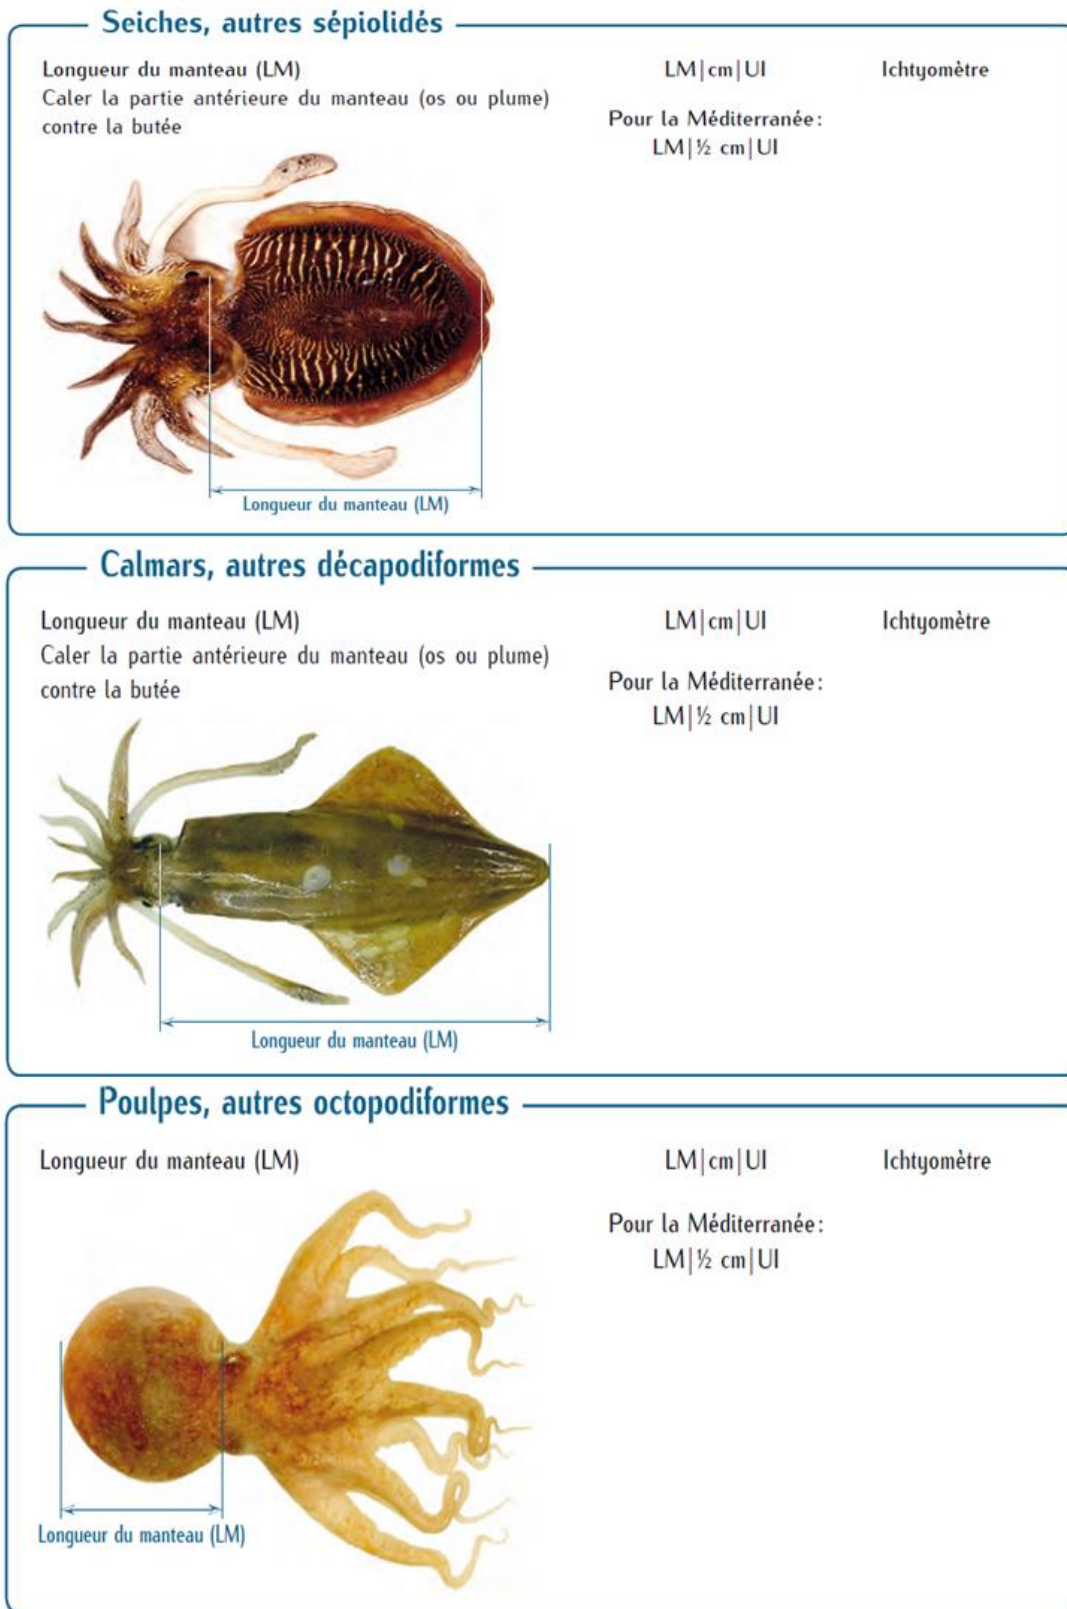 Seiches, autres sépiolidés
Longueur du manteau (LM)
Caler la partie antérieure du manteau (os ou plume)
contre la butée
LM|cm|UI
Ichtyomètre
Pour la Méditerranée:
LM|½ cm|UI
Longueur du manteau (LM)
Calmars, autres décapodiformes
Longueur du manteau (LM)
Caler la partie antérieure du manteau (os ou plume)
contre la butée
LM|cm|UI
Ichtyomètre
Pour la Méditerranée:
LM|½ cm|UI
Longueur du manteau (LM)
Poulpes, autres octopodiformes
Longueur du manteau (LM)
LM|cm|UI
Ichtyomètre
Pour la Méditerranée:
LM|½ cm|UI
Longueur du manteau (LM)